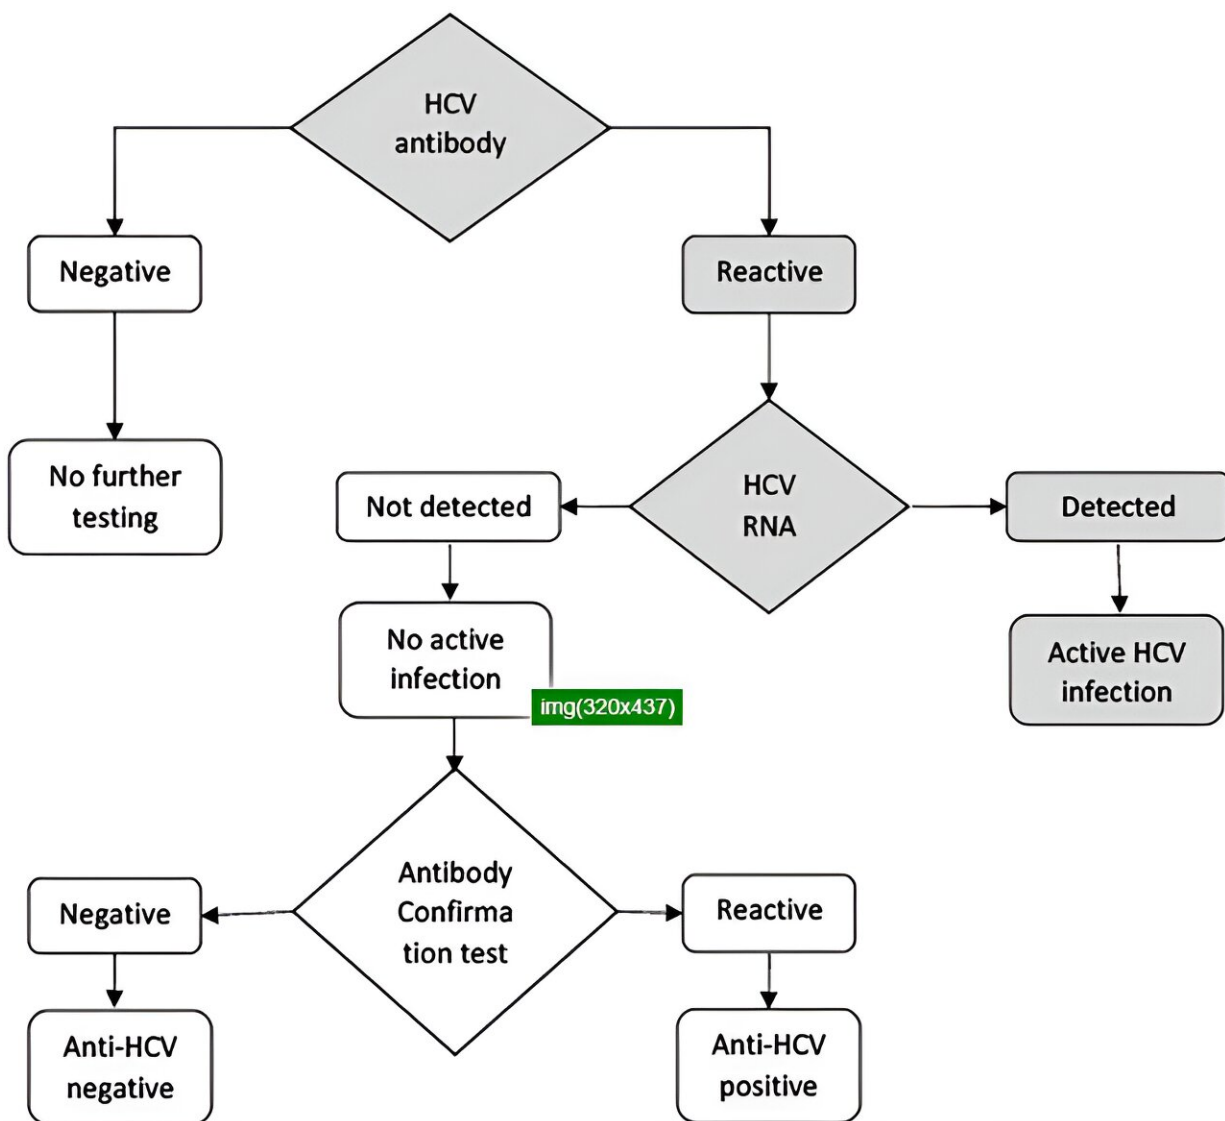 HCV
antibody
Negative
Reactive
No further
testing
Not detected
HCV
RNA
Detected
No active
infection
img(320x437)
Active HCV
infection
Negative
Antibody
Confirma
tion test
Reactive
Anti-HCV
negative
Anti-HCV
positive